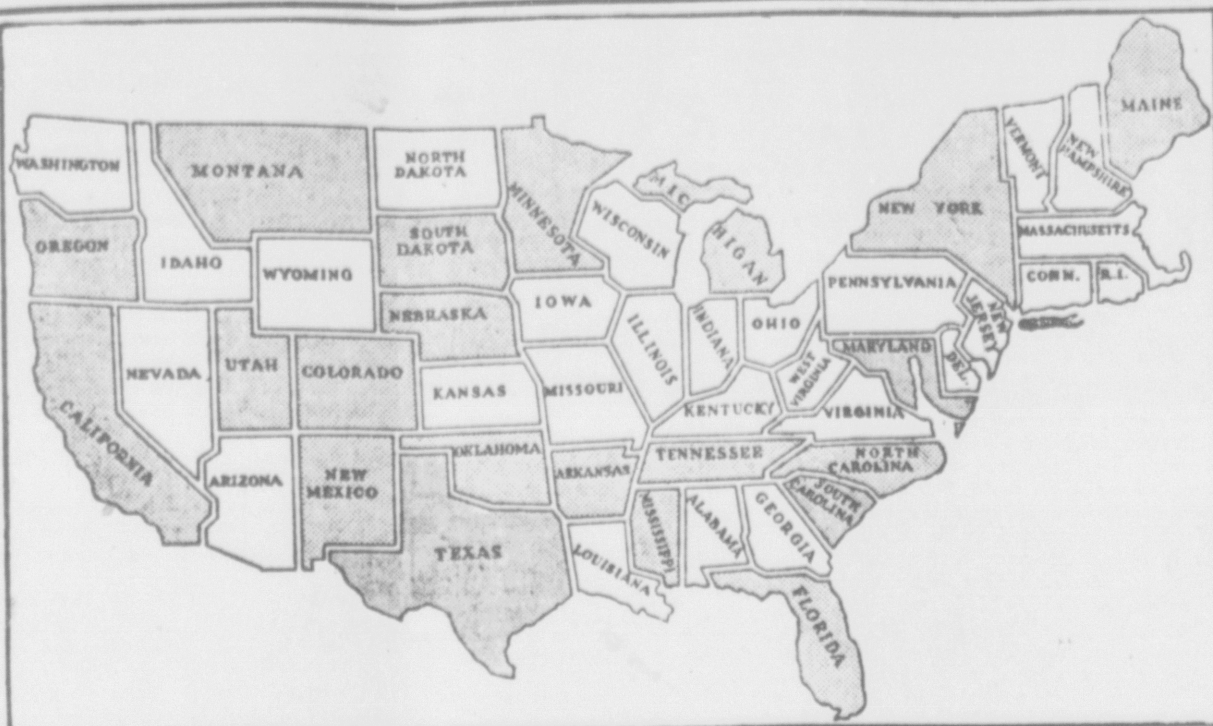 MAINE
VERMONT
NEW
HAMPSHIRE
WASHINGTON
MONTANA
NORTH
DAKOTA
MINNESOTA
MIC
HIGAN
WISCONSIN
NEW YORK
MASSACHUSETTS
OREGON
IDAHO
WYOMING
SOUTH
DAKOTA
CONN.
R.I.
PENNSYLVANIA
NEW
JERSEY
IOWA
NEBRASKA
ILLINOIS
INDIANA
OHIO
MARYLAND
DEL.
NEVADA
UTAH
COLORADO
KANSAS
MISSOURI
WEST
VIRGINIA
KENTUCKY
VIRGINIA
CALIFORNIA
ARIZONA
NEW
MEXICO
OKLAHOMA
ARKANSAS
TENNESSEE
NORTH
CAROLINA
SOUTH
CAROLINA
TEXAS
LOUISIANA
MISSISSIPPI
ALABAMA
GEORGIA
FLORIDA